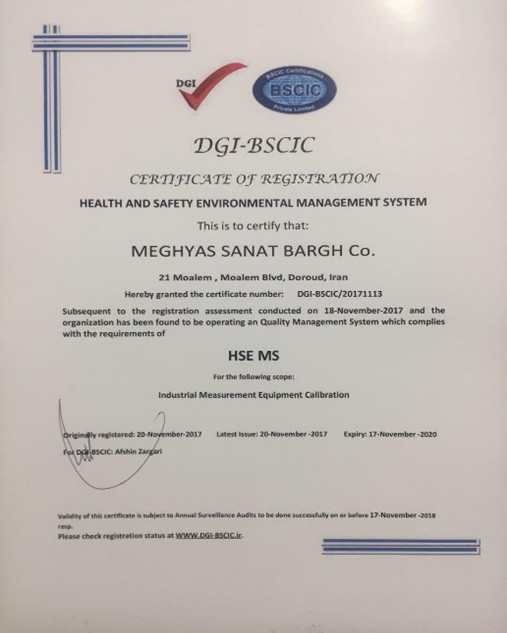 DGI
BSCIC Certifications
BSCIC
Private Limited
DGI-BSCIC
CERTIFICATE OF REGISTRATION
HEALTH AND SAFETY ENVIRONMENTAL MANAGEMENT SYSTEM
This is to certify that:
MEGHYAS SANAT BARGH Co.
21 Moalem , Moalem Blvd, Doroud, Iran
Hereby granted the certificate number: DGI-BSCIC/20171113
Subsequent to the registration assessment conducted on 18-November-2017 and the
organization has been found to be operating an Quality Management System which complies
with the requirements of
HSE MS
For the following scope:
Industrial Measurement Equipment Calibration
Originally registered: 20-November-2017 Latest Issue: 20-November -2017 Expiry: 17-November -2020
For DGI-BSCIC: Afshin Zargari
Validity of this certificate is subject to Annual Surveillance Audits to be done successfully on or before 17-November -2018
resp.
Please check registration status at WWW.DGI-BSCIC.ir.